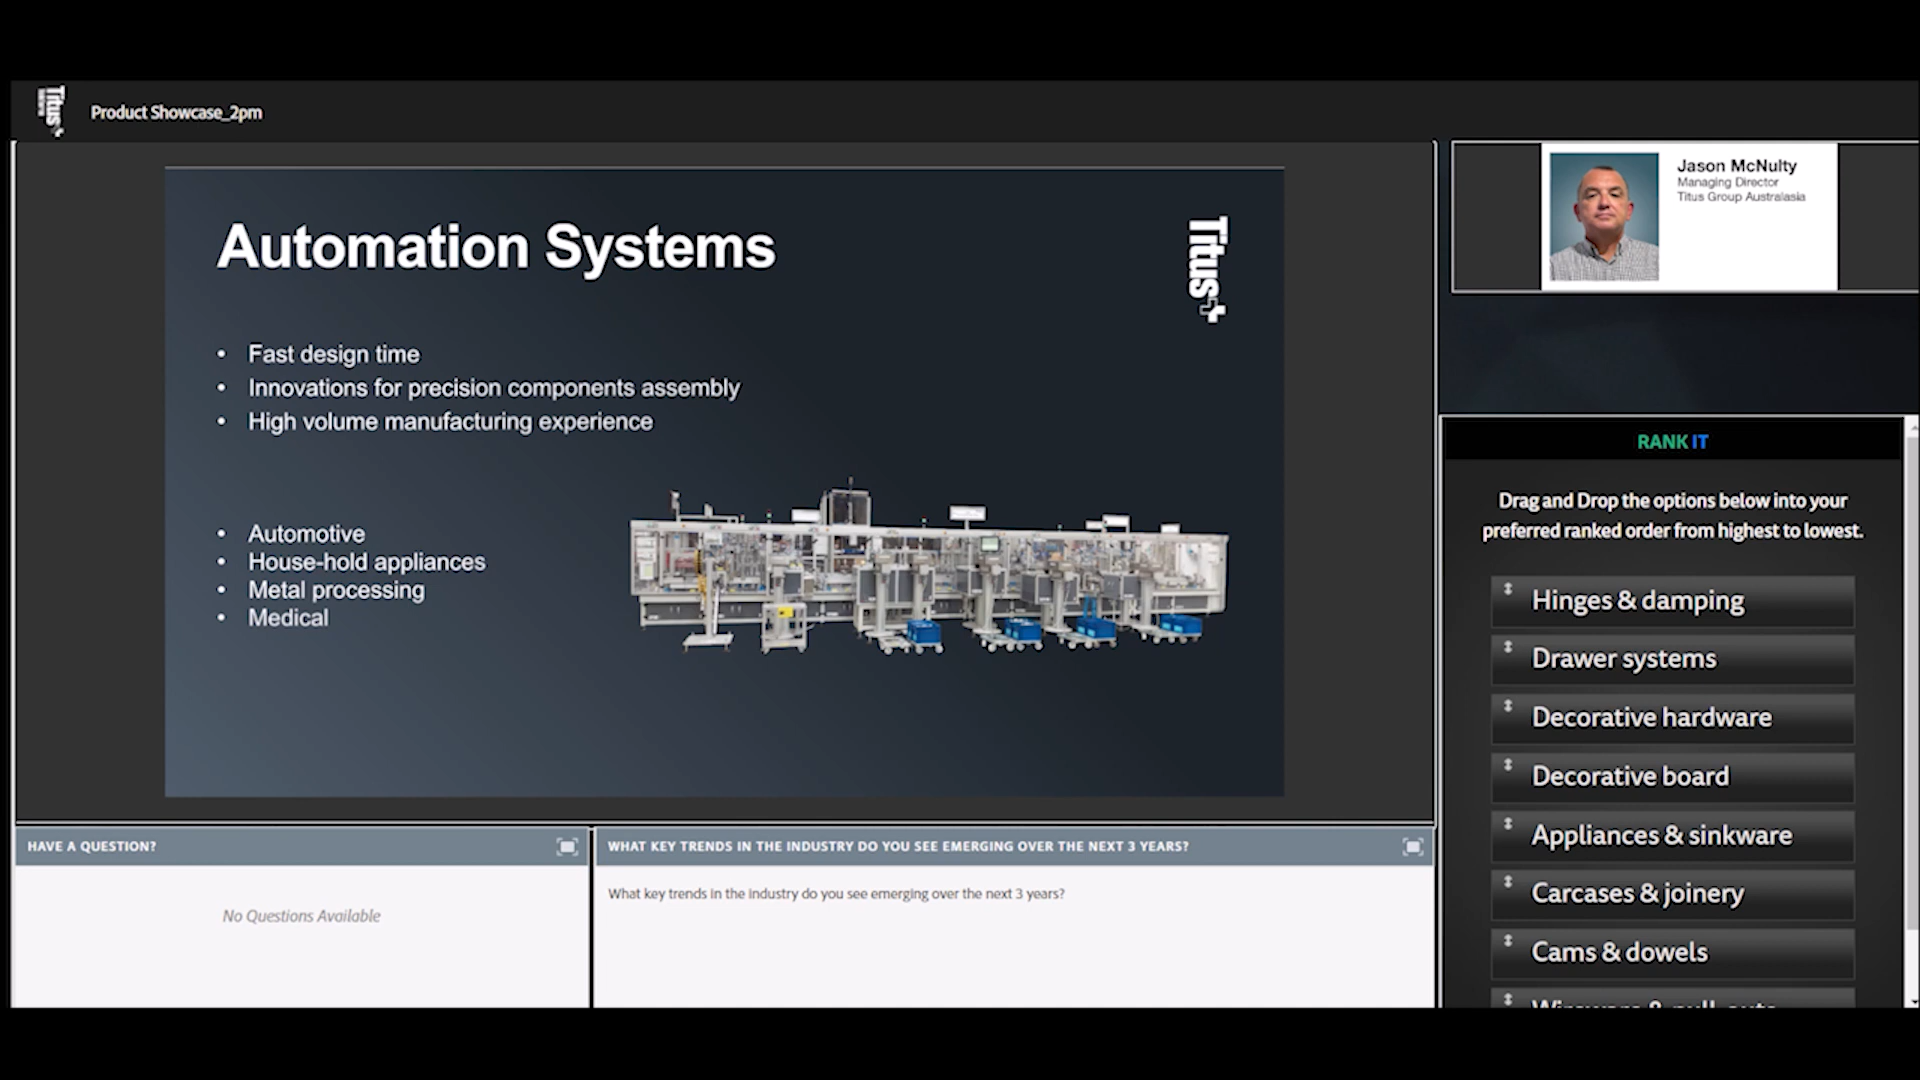 Titus+
Product Showcase_2pm
Automation Systems
Titus+
• Fast design time
• Innovations for precision components assembly
• High volume manufacturing experience
• Automotive
• House-hold appliances
• Metal processing
• Medical
Jason McNulty
Managing Director
Titus Group Australasia
RANK IT
Drag and Drop the options below into your
preferred ranked order from highest to lowest.
Hinges & damping
Drawer systems
Decorative hardware
Decorative board
Appliances & sinkware
Carcases & joinery
Cams & dowels
HAVE A QUESTION?
No Questions Available
WHAT KEY TRENDS IN THE INDUSTRY DO YOU SEE EMERGING OVER THE NEXT 3 YEARS?
What key trends in the industry do you see emerging over the next 3 years?